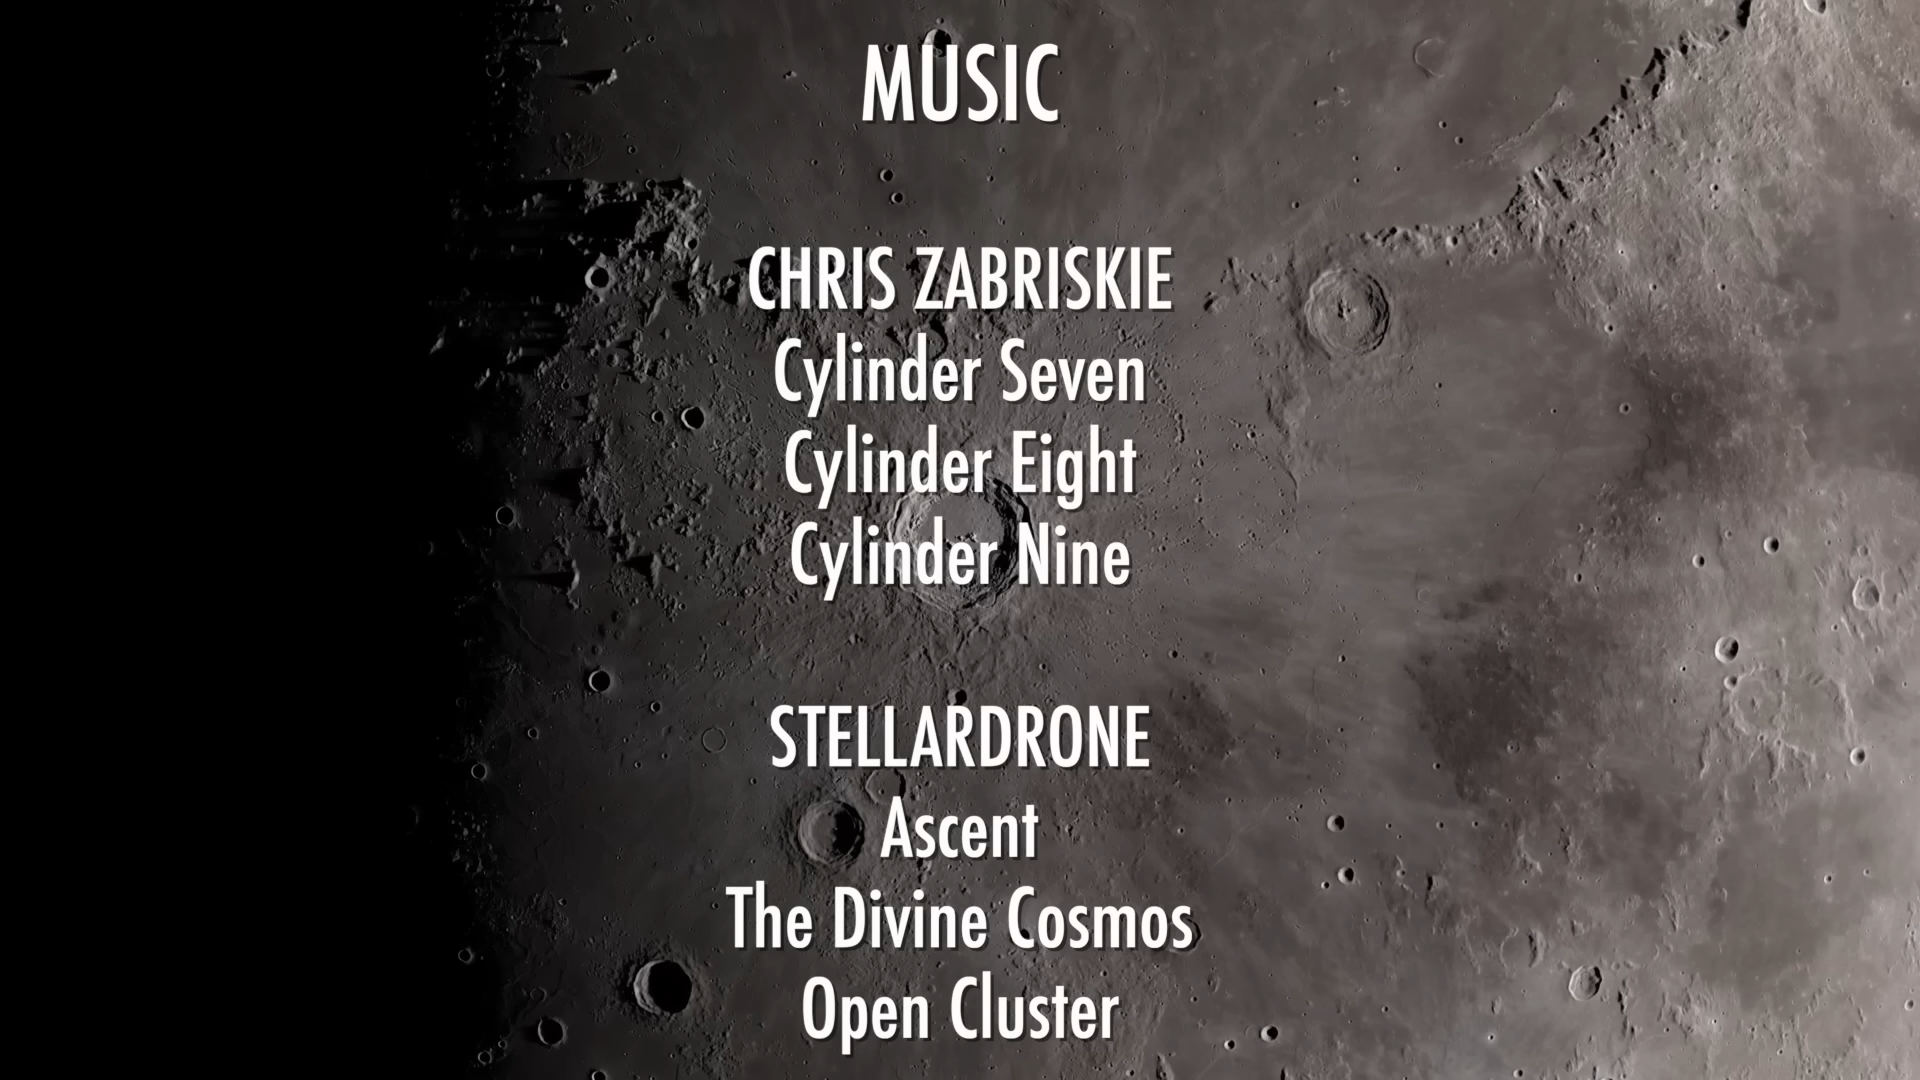 MUSIC
CHRIS ZABRISKIE
Cylinder Seven
Cylinder Eight
Cylinder Nine
STELLARDRONE
Ascent
The Divine Cosmos
Open Cluster